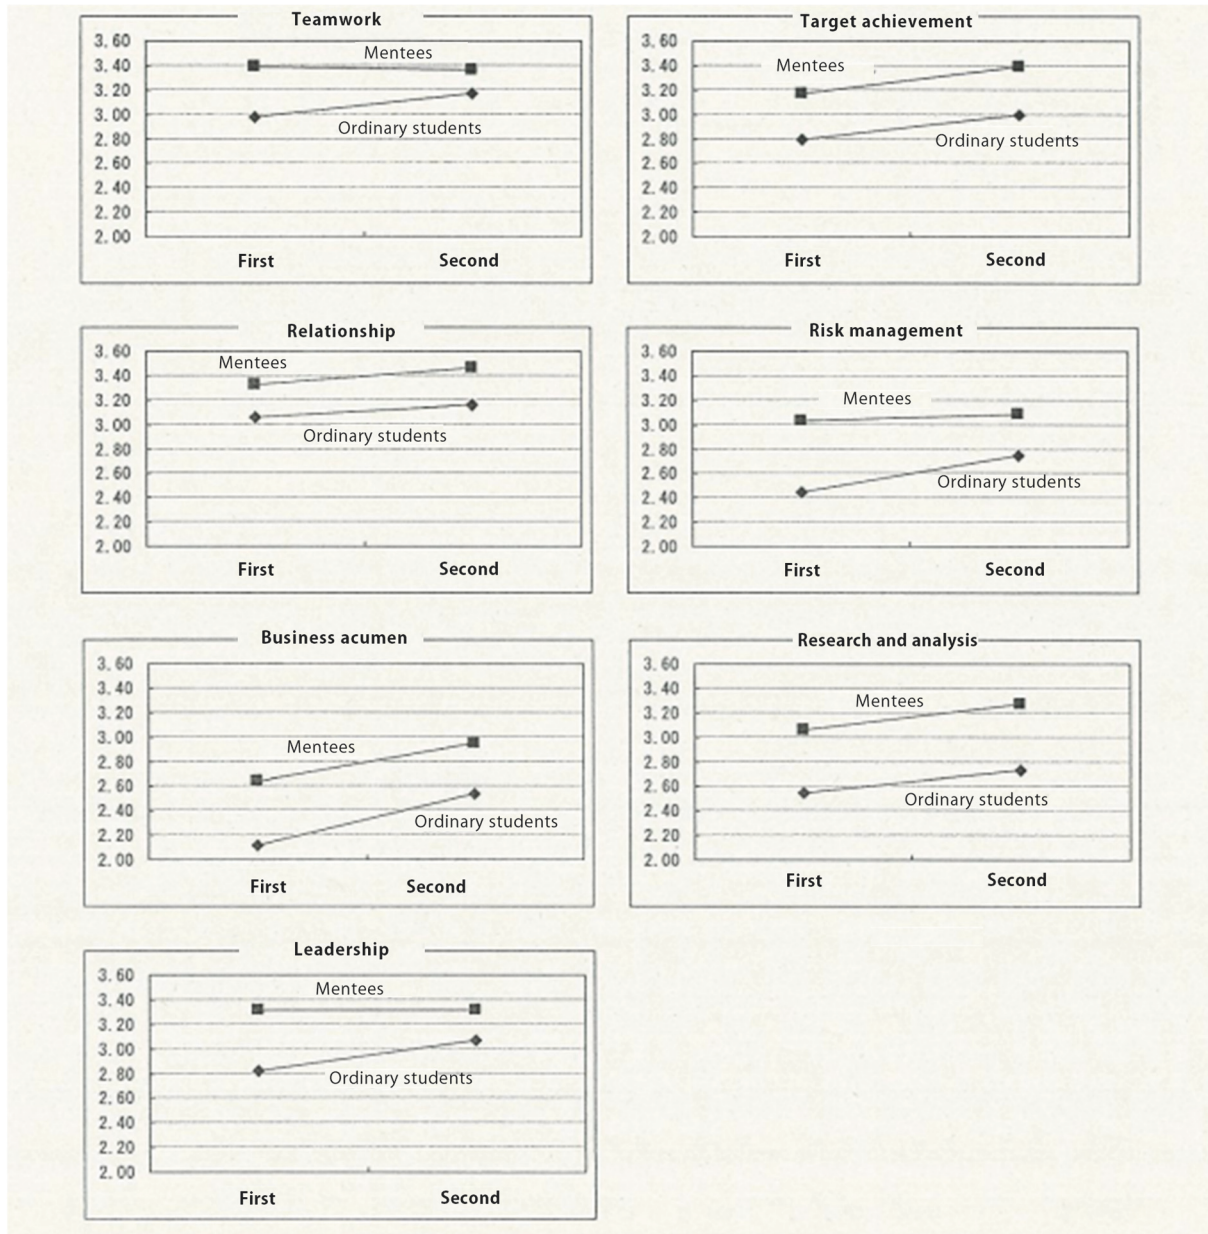 Teamwork
3.60
3.40
3.20
3.00
2.80
2.60
2.40
2.20
2.00
Mentees
Ordinary students
First Second
Target achievement
3.60
3.40
3.20
3.00
2.80
2.60
2.40
2.20
2.00
Mentees
Ordinary students
First Second
Relationship
3.60
3.40
3.20
3.00
2.80
2.60
2.40
2.20
2.00
Mentees
Ordinary students
First Second
Risk management
3.60
3.40
3.20
3.00
2.80
2.60
2.40
2.20
2.00
Mentees
Ordinary students
First Second
Business acumen
3.60
3.40
3.20
3.00
2.80
2.60
2.40
2.20
2.00
Mentees
Ordinary students
First Second
Research and analysis
3.60
3.40
3.20
3.00
2.80
2.60
2.40
2.20
2.00
Mentees
Ordinary students
First Second
Leadership
3.60
3.40
3.20
3.00
2.80
2.60
2.40
2.20
2.00
Mentees
Ordinary students
First Second